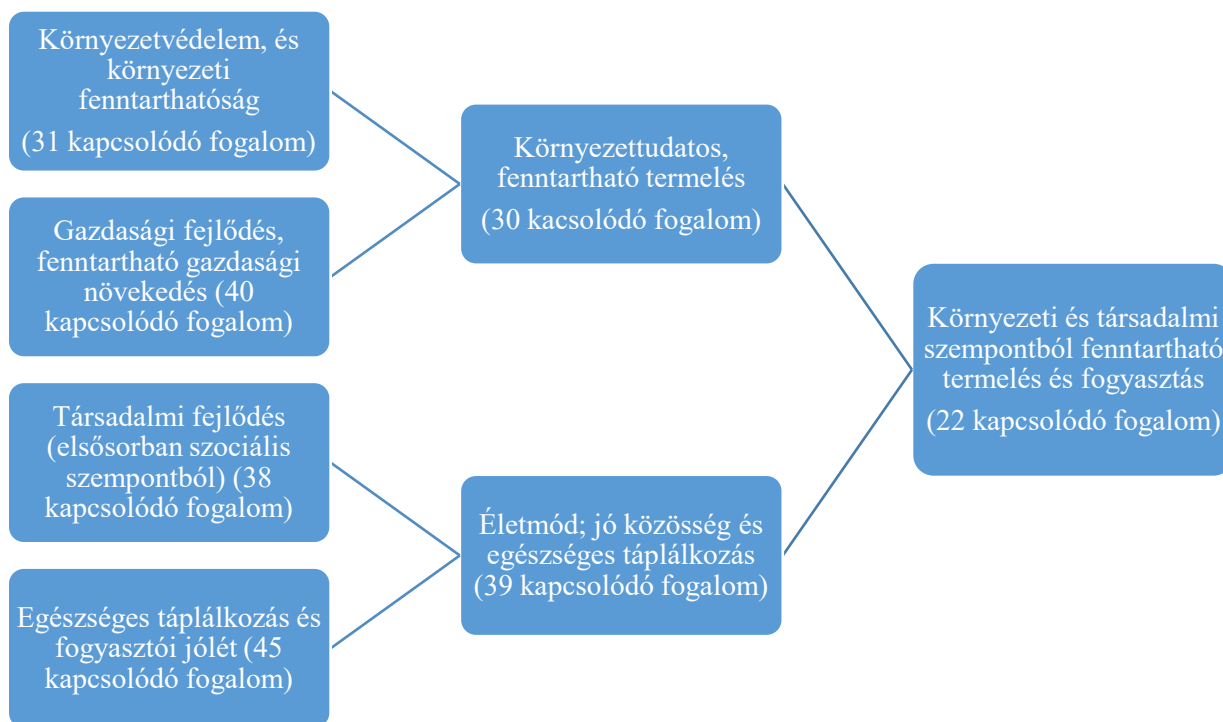 Környezetvédelem, és
környezeti
fenntarthatóság
(31 kapcsolódó fogalom)
Gazdasági fejlődés,
fenntartható gazdasági
növekedés (40
kapcsolódó fogalom)
Társadalmi fejlődés
(elsősorban szociális
szempontból) (38
kapcsolódó fogalom)
Egészséges táplálkozás és
fogyasztói jólét (45
kapcsolódó fogalom)
Környezettudatos,
fenntartható termelés
(30 kacsolódó fogalom)
Életmód; jó közösség és
egészséges táplálkozás
(39 kapcsolódó fogalom)
Környezeti és társadalmi
szempontból fenntartható
termelés és fogyasztás
(22 kapcsolódó fogalom)